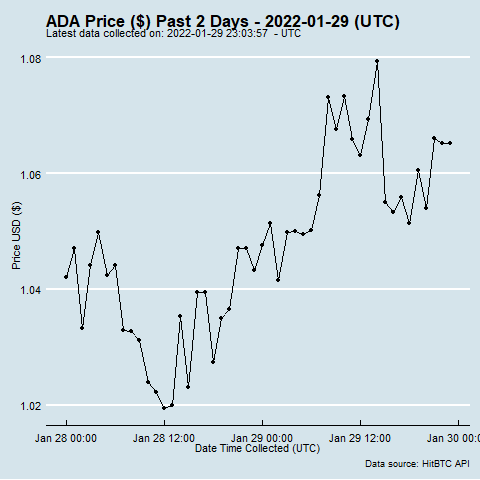 ADA Price ($) Past 2 Days - 2022-01-29 (UTC)
Latest data collected on: 2022-01-29 23:03:57 - UTC
1.08
1.06
1.04
1.02
Price USD ($)
Jan 28 00:00 Jan 28 12:00 Jan 29 00:00 Jan 29 12:00 Jan 30 00:
Date Time Collected (UTC)
Data source: HitBTC API